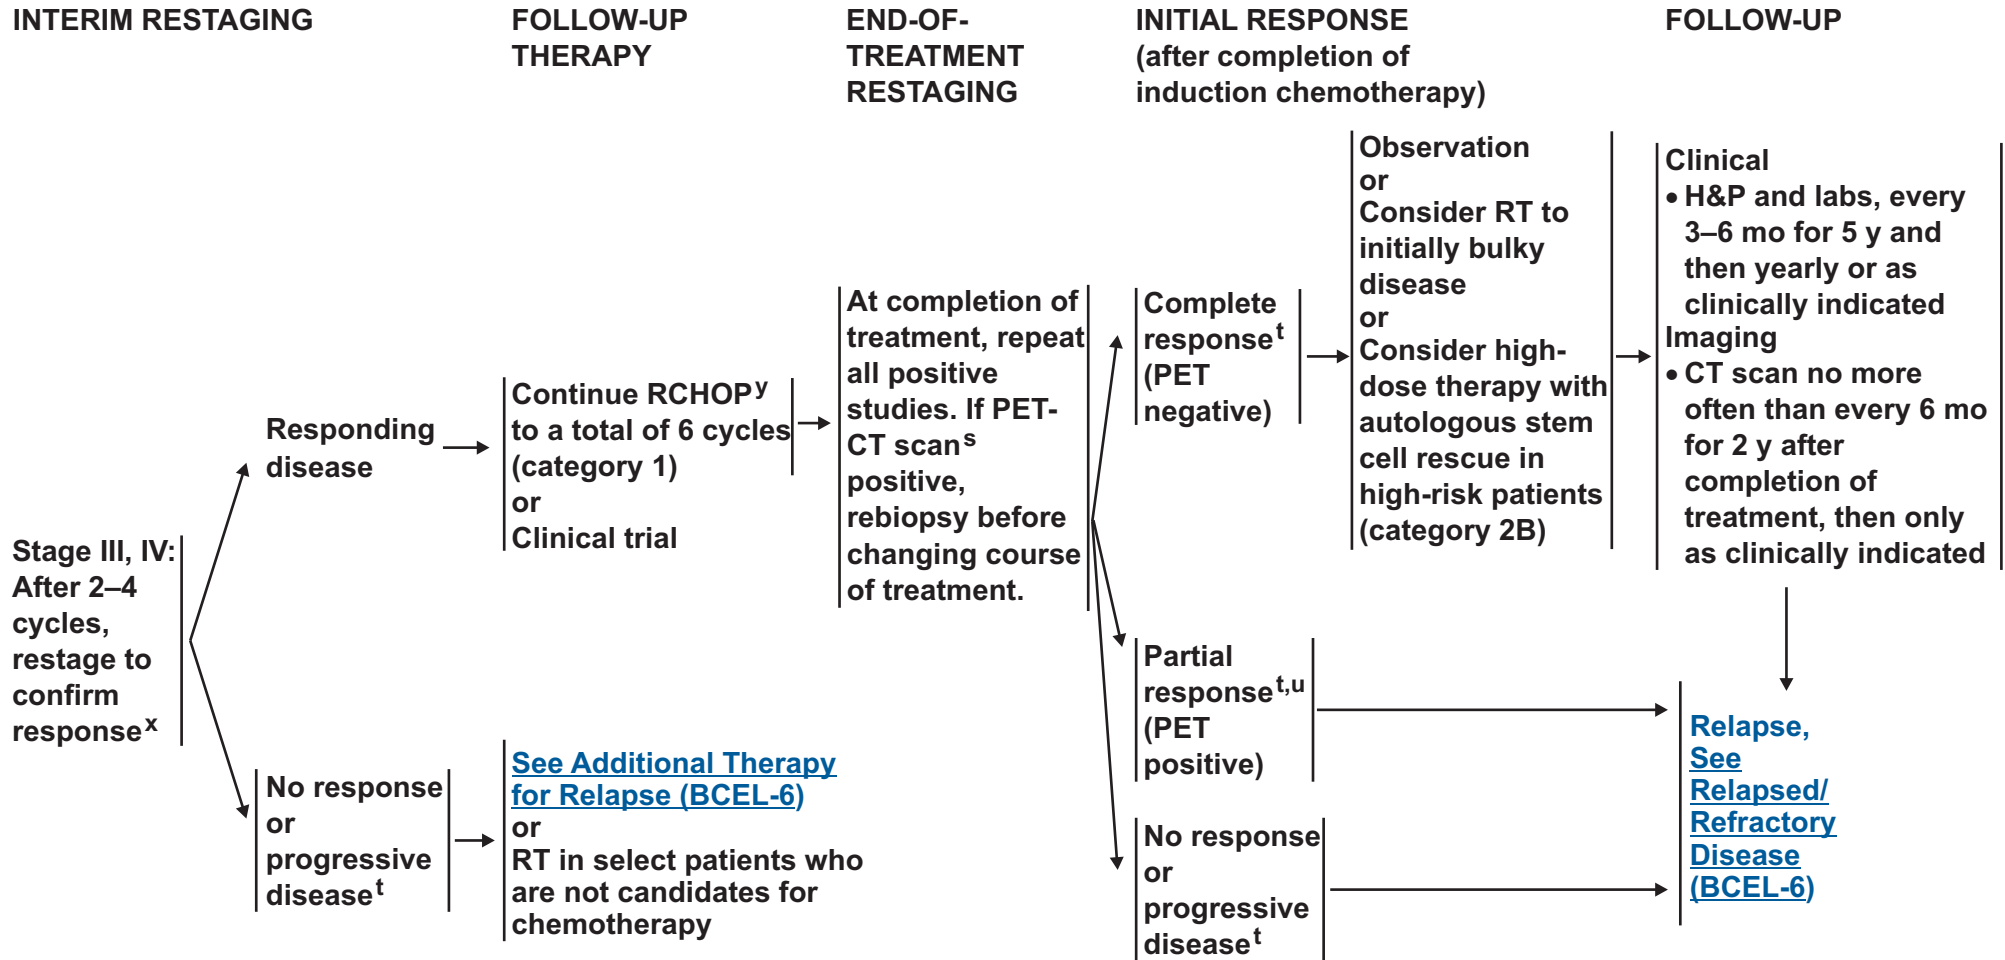 INTERIM RESTAGING
FOLLOW-UP
THERAPY
END-OF-
TREATMENT
RESTAGING
INITIAL RESPONSE
(after completion of
induction chemotherapy)
FOLLOW-UP
Stage III, IV:
After 2–4
cycles,
restage to
confirm
response x
Responding
disease
No response
or
progressive
disease t
Continue RCHOP y
to a total of 6 cycles
(category 1)
or
Clinical trial
See Additional Therapy
for Relapse (BCEL-6)
or
RT in select patients who
are not candidates for
chemotherapy
At completion of
treatment, repeat
all positive
studies. If PET-
CT scan s
positive,
rebiopsy before
changing course
of treatment.
Complete
response t
(PET
negative)
Partial
response t,u
(PET
positive)
No response
or
progressive
disease t
Observation
or
Consider RT to
initially bulky
disease
or
Consider high-
dose therapy with
autologous stem
cell rescue in
high-risk patients
(category 2B)
Clinical
• H&P and labs, every
3–6 mo for 5 y and
then yearly or as
clinically indicated
Imaging
• CT scan no more
often than every 6 mo
for 2 y after
completion of
treatment, then only
as clinically indicated
Relapse,
See
Relapsed/
Refractory
Disease
(BCEL-6)